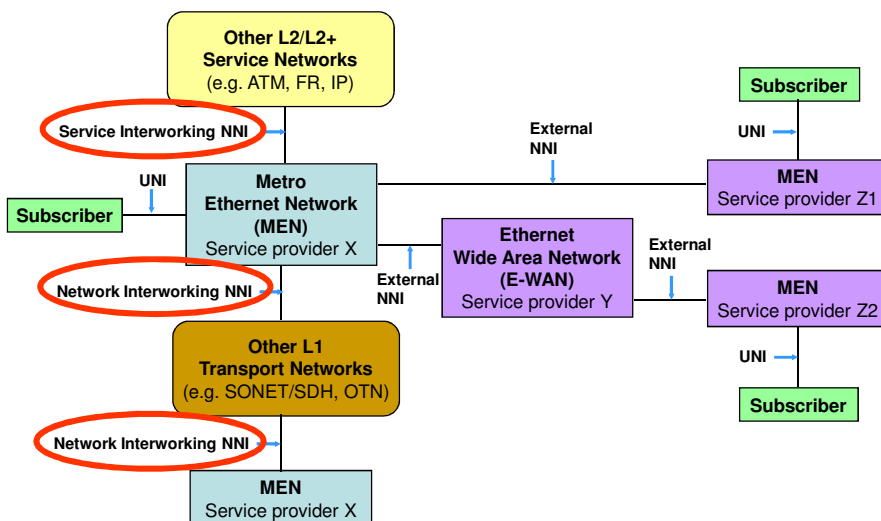 Other L2/L2+
Service Networks
(e.g. ATM, FR, IP)
Subscriber
Service Interworking NNI
External
NNI
UNI
UNI
Metro
Ethernet Network
(MEN)
Service provider X
MEN
Service provider Z1
Subscriber
Ethernet
Wide Area Network
(E-WAN)
Service provider Y
External
NNI
External
NNI
Network Interworking NNI
MEN
Service provider Z2
Other L1
Transport Networks
(e.g. SONET/SDH, OTN)
UNI
Subscriber
Network Interworking NNI
MEN
Service provider X